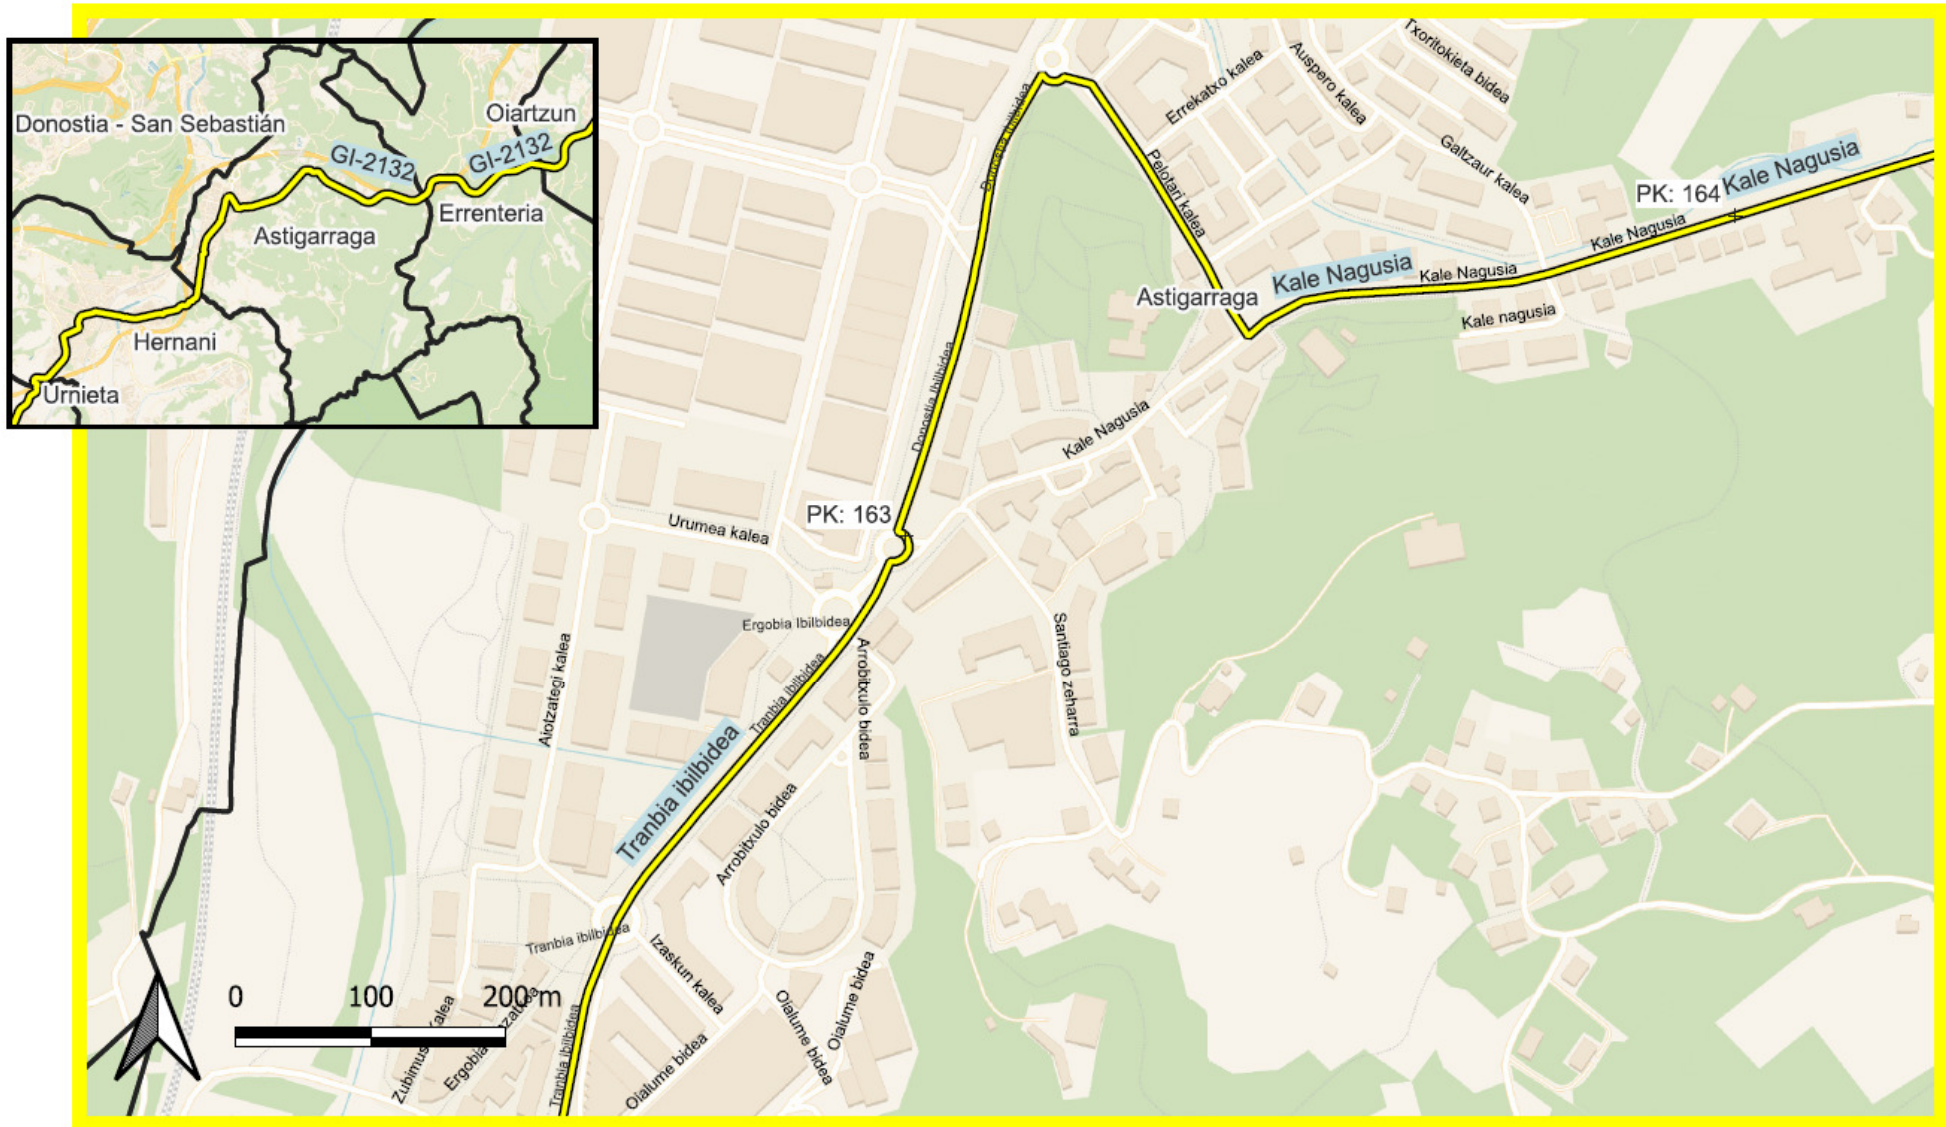 Donostia - San Sebastián
Oiartzun
GI-2132
GI-2132
Errenteria
Astigarraga
Hernani
Urnieta
Txoritokieta bidea
Auspero kalea
Errekatxo kalea
Galtzaur kalea
Pelotari kalea
Kale Nagusia
PK: 164
Kale Nagusia
Kale Nagusia
Kale Nagusia
Astigarraga
Kale nagusia
Donostia Ibilbidea
Donostia Ibilbidea
Kale Nagusia
PK: 163
Urumea kalea
Ergobia Ibilbidea
Santiago zeharra
Arrobitxulo bidea
Tranbia ibilbidea
Tranbia ibilbidea
Aiotzategi kalea
Arrobitxulo bidea
Tranbia ibilbidea
Izaskun kalea
Oialume bidea
Oialume bidea
Oialume bidea
Tranbia ibilbidea
0 100 200 m